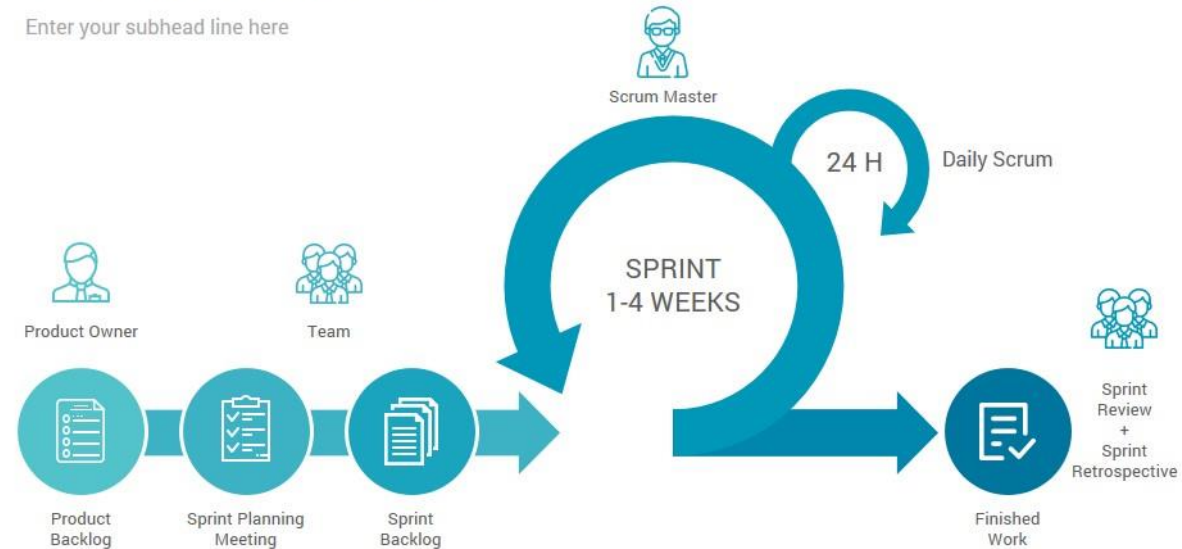 Enter your subhead line here
Scrum Master
24 H
Daily Scrum
SPRINT
1-4 WEEKS
Product Owner
Team
Product
Backlog
Sprint Planning
Meeting
Sprint
Backlog
Finished
Work
Sprint
Review
+
Sprint
Retrospective